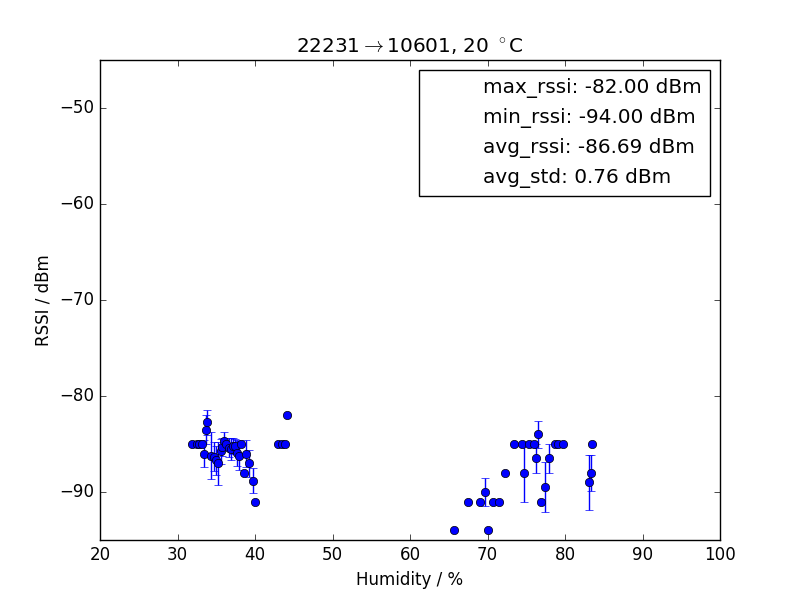 22231→10601, 20 °C
max_rssi: -82.00 dBm
min_rssi: -94.00 dBm
avg_rssi: -86.69 dBm
avg_std: 0.76 dBm
RSSI / dBm
−50
−60
−70
−80
−90
20 30 40 50 60 70 80 90 100
Humidity / %